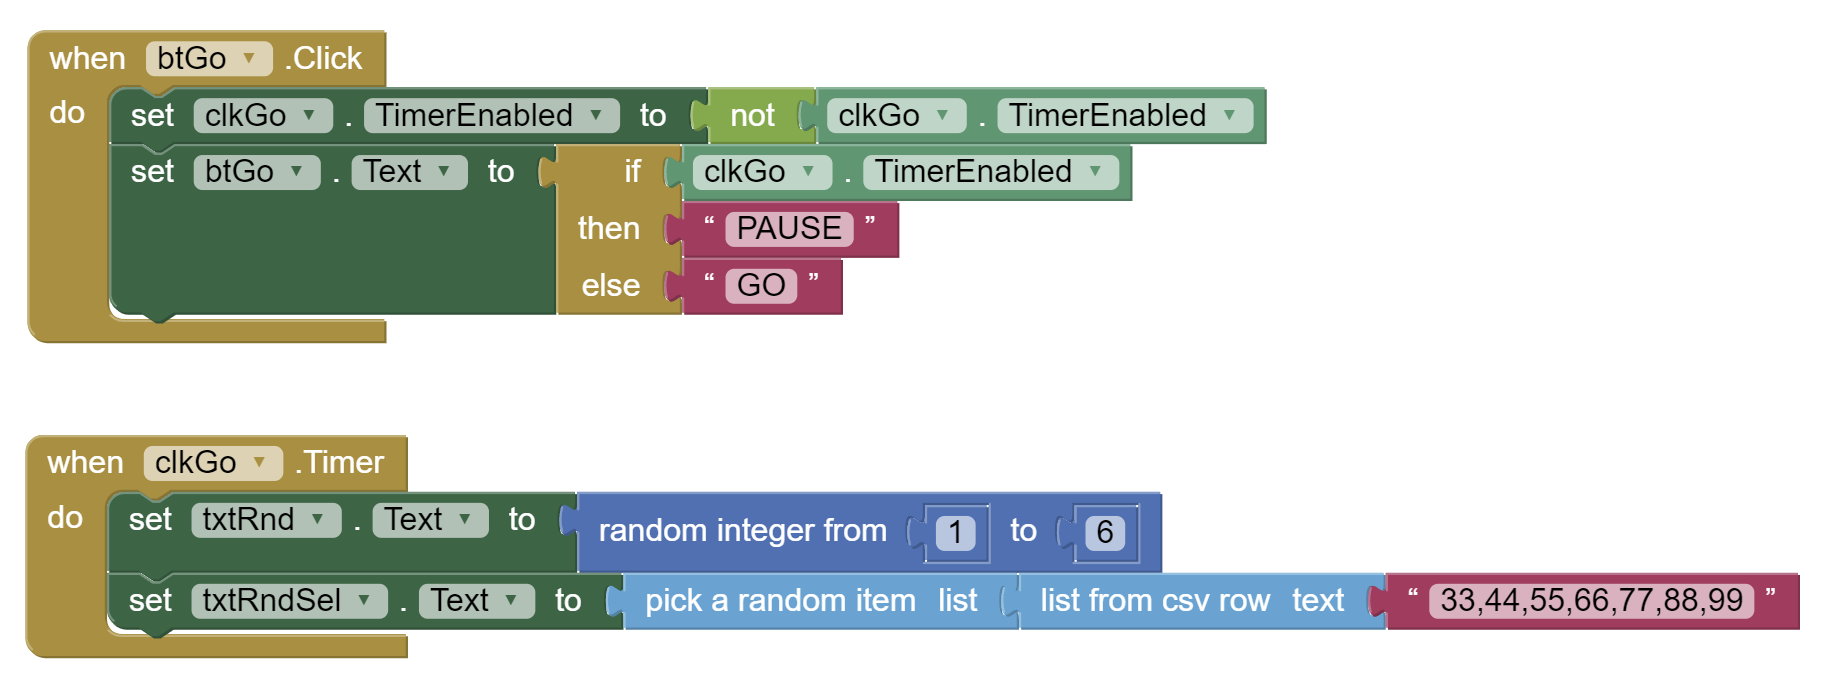 when btGo .Click
do set clkGo . TimerEnabled to not clkGo . TimerEnabled
set btGo . Text to if clkGo . TimerEnabled
then “ PAUSE ”
else “ GO ”
when clkGo .Timer
do set txtRnd . Text to random integer from 1 to 6
set txtRndSel . Text to pick a random item list list from csv row text “ 33,44,55,66,77,88,99 ”